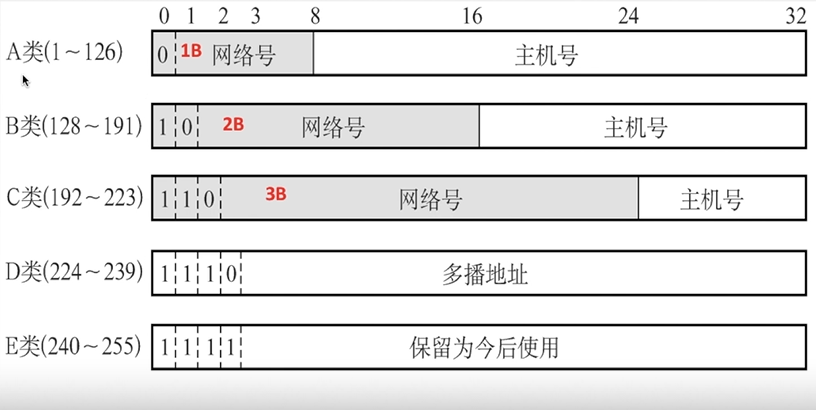 0 1 2 3 8 16 24 32
A类(1～126) 0 1B 网络号 主机号
B类(128～191) 1 0 2B 网络号 主机号
C类(192～223) 1 1 0 3B 网络号 主机号
D类(224～239) 1 1 1 0 多播地址
E类(240～255) 1 1 1 1 保留为今后使用